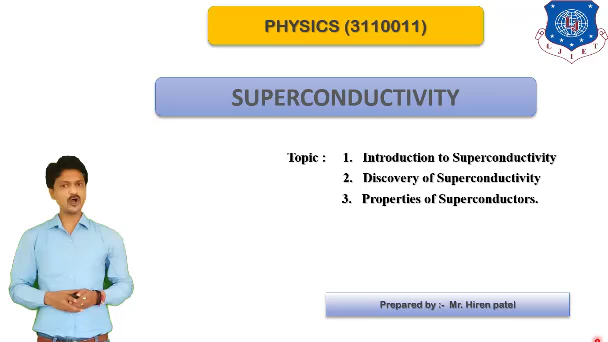 PHYSICS (3110011)
LJIET
SUPERCONDUCTIVITY
Topic : 1. Introduction to Superconductivity
2. Discovery of Superconductivity
3. Properties of Superconductors.
Prepared by :- Mr. Hiren patel